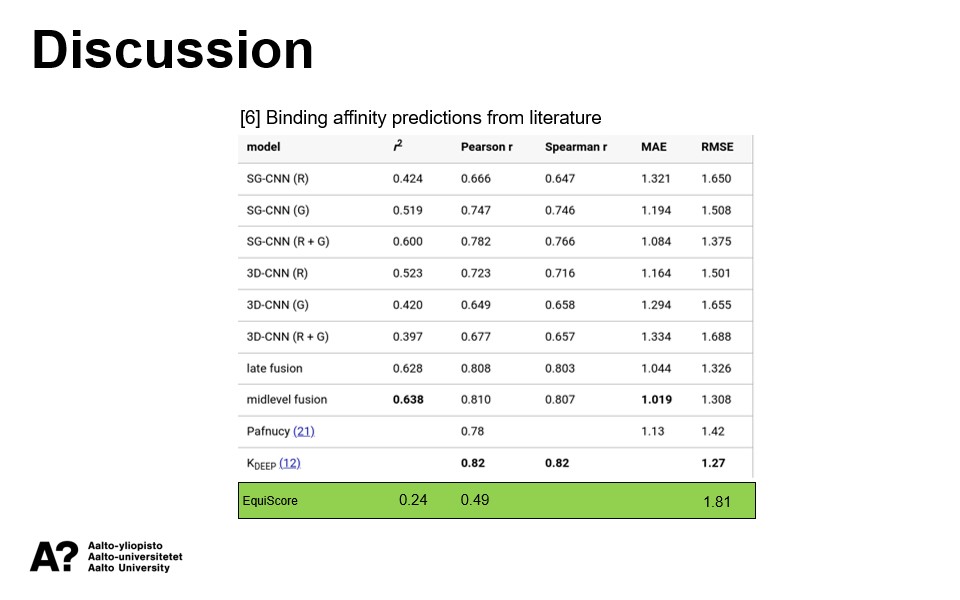 Discussion
[6] Binding affinity predictions from literature
model r² Pearson r Spearman r MAE RMSE
SG-CNN (R) 0.424 0.666 0.647 1.321 1.650
SG-CNN (G) 0.519 0.747 0.746 1.194 1.508
SG-CNN (R + G) 0.600 0.782 0.766 1.084 1.375
3D-CNN (R) 0.523 0.723 0.716 1.164 1.501
3D-CNN (G) 0.420 0.649 0.658 1.294 1.655
3D-CNN (R + G) 0.397 0.677 0.657 1.334 1.688
late fusion 0.628 0.808 0.803 1.044 1.326
midlevel fusion 0.638 0.810 0.807 1.019 1.308
Pafnucy (21) 0.78 1.13 1.42
KDEEP (12) 0.82 0.82 1.27
EquiScore 0.24 0.49 1.81
A?
Aalto-yliopisto
Aalto-universitetet
Aalto University